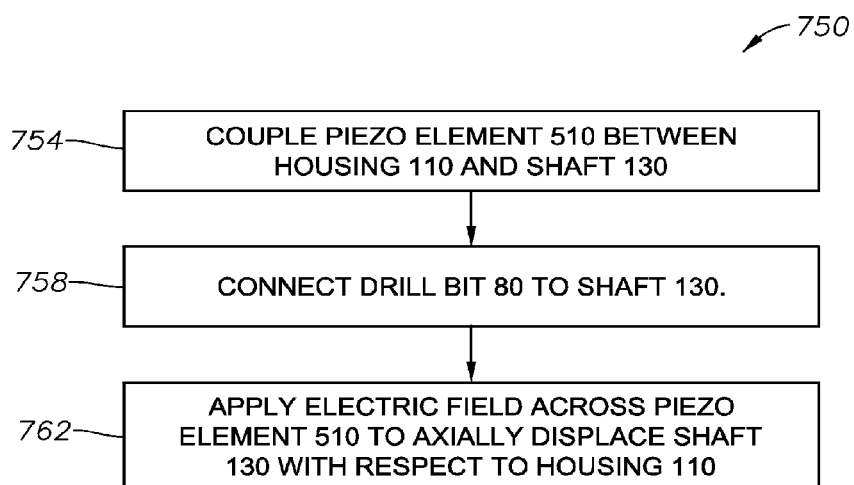 750
754
COUPLE PIEZO ELEMENT 510 BETWEEN
HOUSING 110 AND SHAFT 130
758
CONNECT DRILL BIT 80 TO SHAFT 130.
762
APPLY ELECTRIC FIELD ACROSS PIEZO
ELEMENT 510 TO AXIALLY DISPLACE SHAFT
130 WITH RESPECT TO HOUSING 110